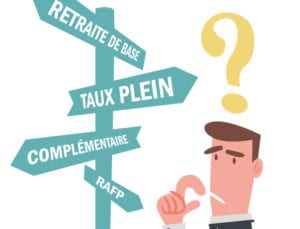 RETRAITE DE BASE
TAUX PLEIN
COMPLÉMENTAIRE
RAFP
?